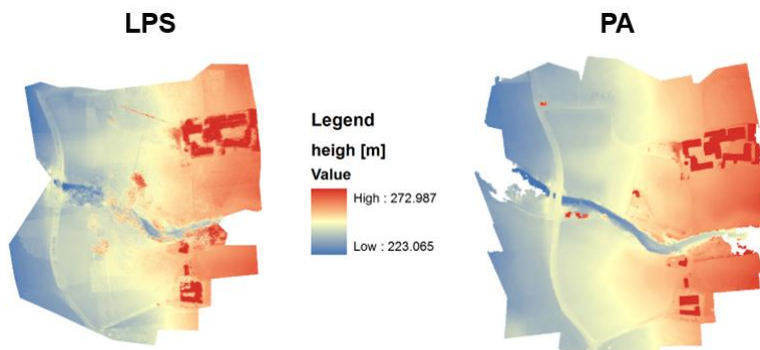 LPS
PA
Legend
heigh [m]
Value
High : 272.987
Low : 223.065